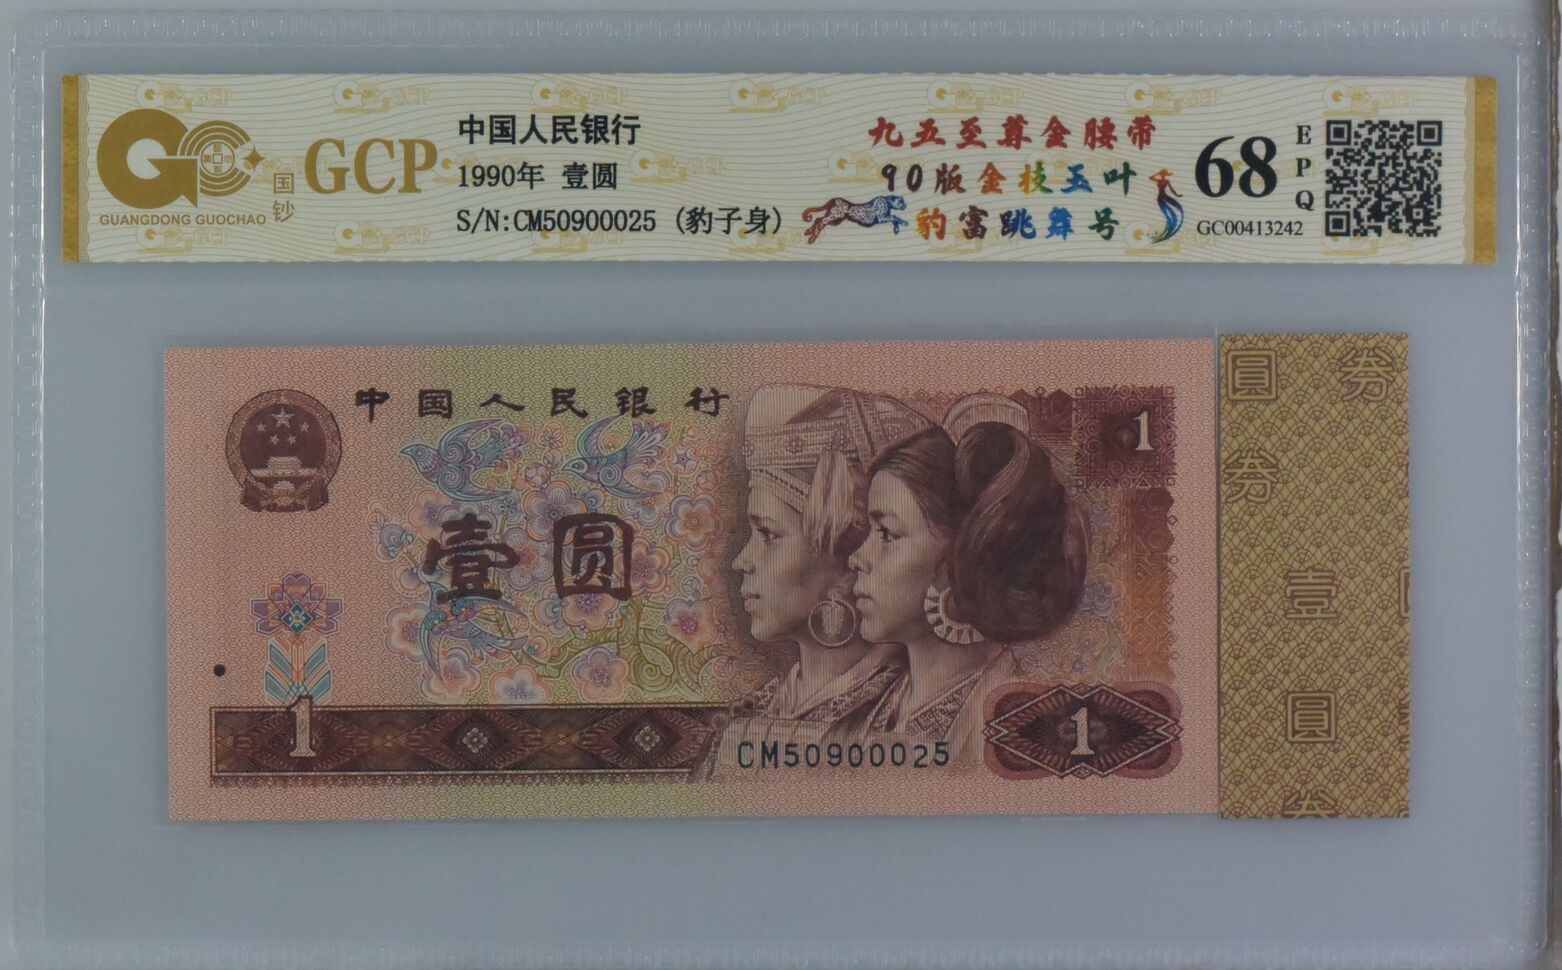 GCP
国钞
GUANGDONG GUOCHAO
中国人民银行
1990年 壹圆
S/N:CM50900025 (豹子身)
九五至尊金腰带
90版金枝玉叶
豹富跳舞号
68
EPQ
GC00413242
中国人民银行
壹圆
1
1
CM50900025
1
圆 券
券
壹
圆
券